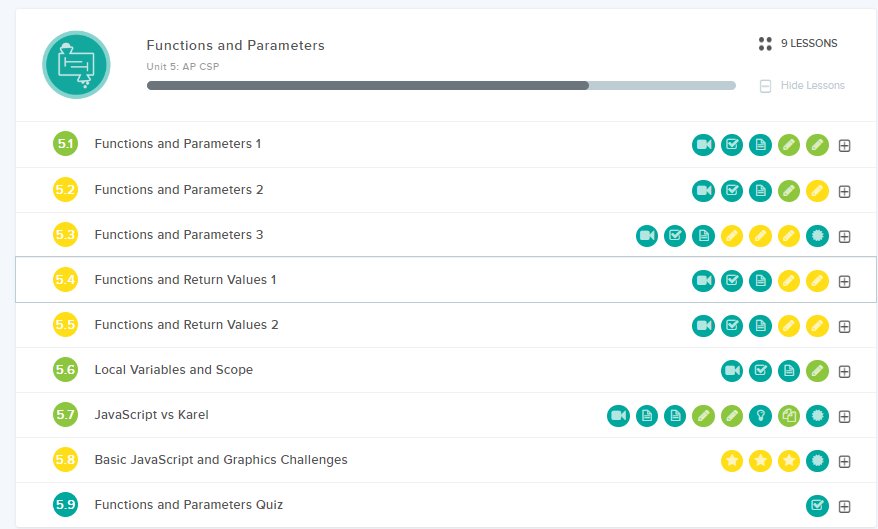 Functions and Parameters
9 LESSONS
Unit 5: AP CSP
Hide Lessons
5.1 Functions and Parameters 1
5.2 Functions and Parameters 2
5.3 Functions and Parameters 3
5.4 Functions and Return Values 1
5.5 Functions and Return Values 2
5.6 Local Variables and Scope
5.7 JavaScript vs Karel
5.8 Basic JavaScript and Graphics Challenges
5.9 Functions and Parameters Quiz